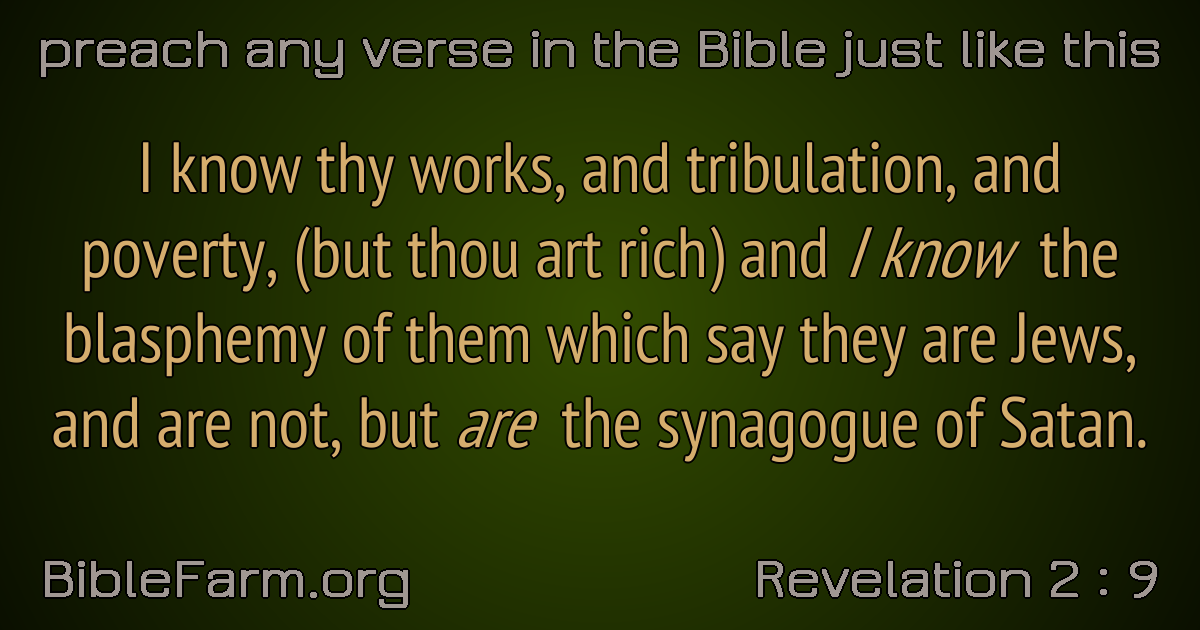 preach any verse in the Bible just like this
I know thy works, and tribulation, and
poverty, (but thou art rich) and I know the
blasphemy of them which say they are Jews,
and are not, but are the synagogue of Satan.
BibleFarm.org
Revelation 2 : 9